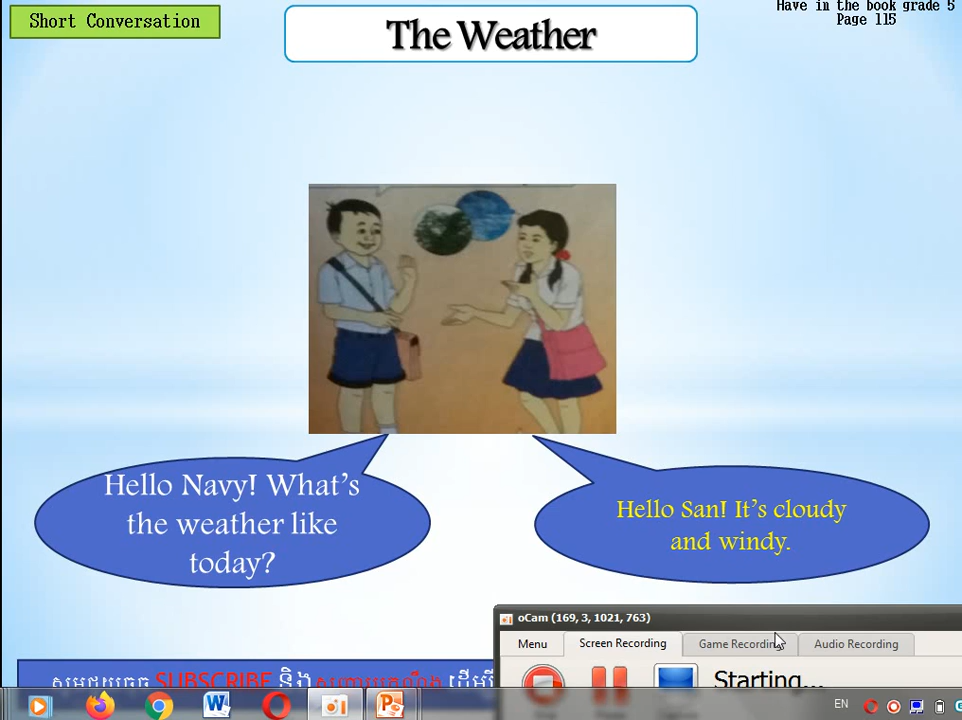 Short Conversation
The Weather
Have in the book grade 5
Page 115
Hello Navy! What's
the weather like
today?
Hello San! It's cloudy
and windy.
oCam (169, 3, 1021, 763)
Menu
Screen Recording
Game Recording
Audio Recording
Starting...
SUBSCRIBE និង
EN